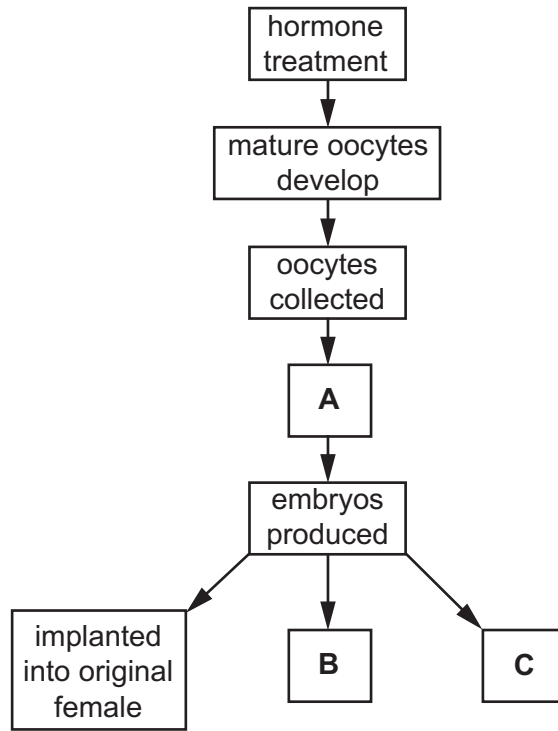 hormone
treatment
mature oocytes
develop
oocytes
collected
A
embryos
produced
implanted
into original
female
B
C